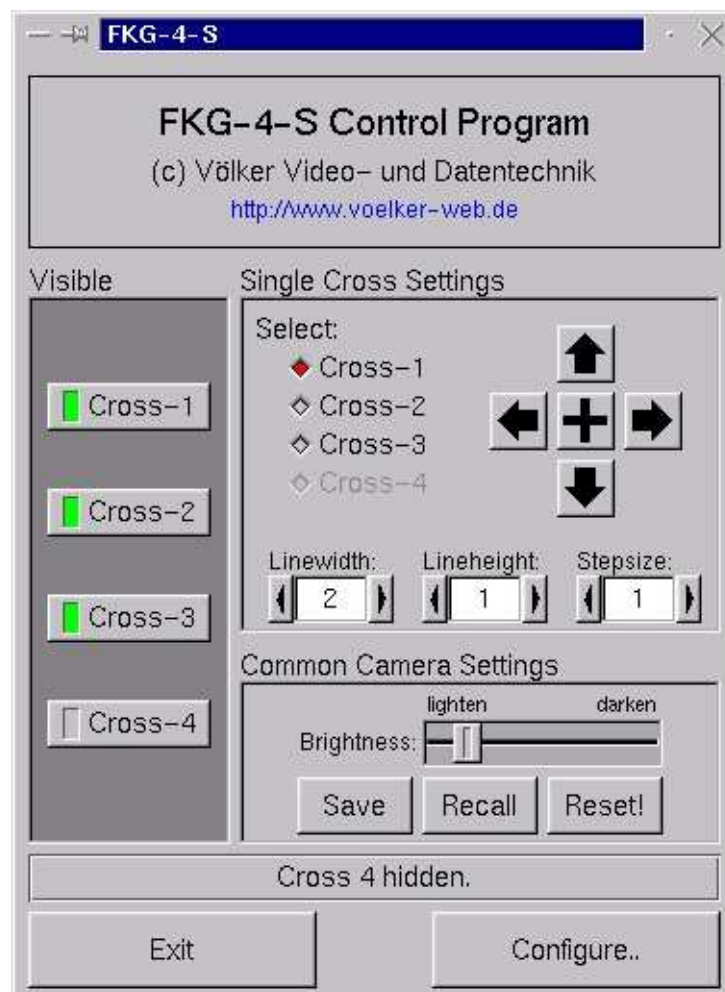 FKG-4-S
FKG-4-S Control Program
(c) Völker Video- und Datentechnik
http://www.voelker-web.de
Visible
Cross-1
Cross-2
Cross-3
Cross-4
Single Cross Settings
Select:
Cross-1
Cross-2
Cross-3
Cross-4
Linewidth: Lineheight: Stepsize:
2 1 1
Common Camera Settings
lighten darken
Brightness:
Save Recall Reset!
Cross 4 hidden.
Exit Configure..